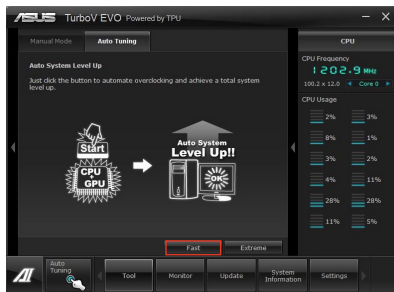 ASUS TurboV EVO Powered by TPU
Manual Mode
Auto Tuning
Auto System Level Up
Just click the button to automate overclocking and achieve a total system
level up.
Start
CPU
+
GPU
Auto System
Level Up!!
OK
Fast
Extreme
CPU
CPU Frequency
1202.9 MHz
100.2 x 12.0
Core 0
CPU Usage
2%
3%
8%
1%
3%
2%
4%
11%
28%
28%
11%
5%
Auto
Tuning
Tool
Monitor
Update
System
Information
Settings